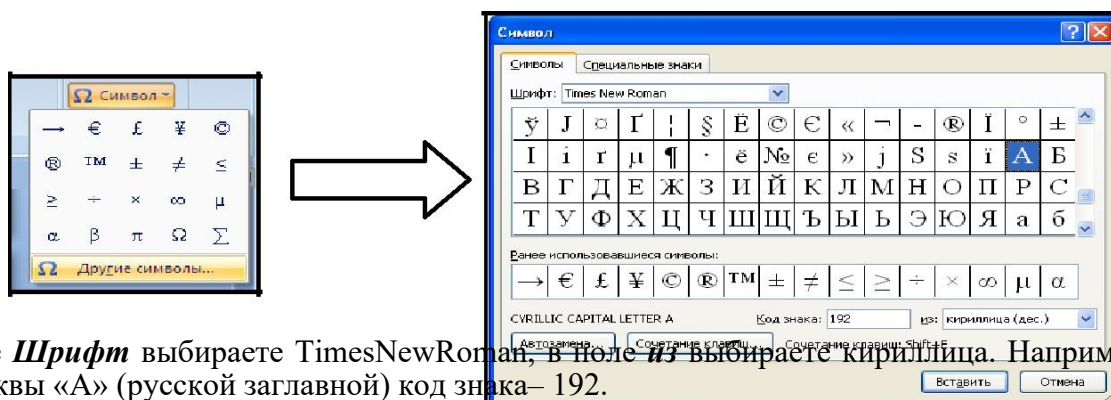 Ω Символ
→ € £ ¥ ©
® ™ ± ≠ ≤
≥ ÷ × ∞ µ
α β π Ω Σ
Ω Другие символы...
Символ
Символы Специальные знаки
Шрифт: Times New Roman
ў Ј ¤ Ґ ¦ § Ё © Є « ¬ - ® Ї ° ±
І і ґ µ ¶ · ё № є » ј Ѕ ѕ ї А Б
В Г Д Е Ж З И Й К Л М Н О П Р С
Т У Ф Х Ц Ч Ш Щ Ъ Ы Ь Э Ю Я а б
Ранее использовавшиеся символы:
→ € £ ¥ © ® ™ ± ≠ ≤ ≥ ÷ × ∞ µ α
CYRILLIC CAPITAL LETTER A Код знака: 192 из: кириллица (дес.)
Автозамена... Сочетание клавиш... Сочетание клавиш: Shift+F
Вставить Отмена
е Шрифт выбираете TimesNewRoman, в поле из выбираете кириллица. Наприм
квы «А» (русской заглавной) код знака– 192.